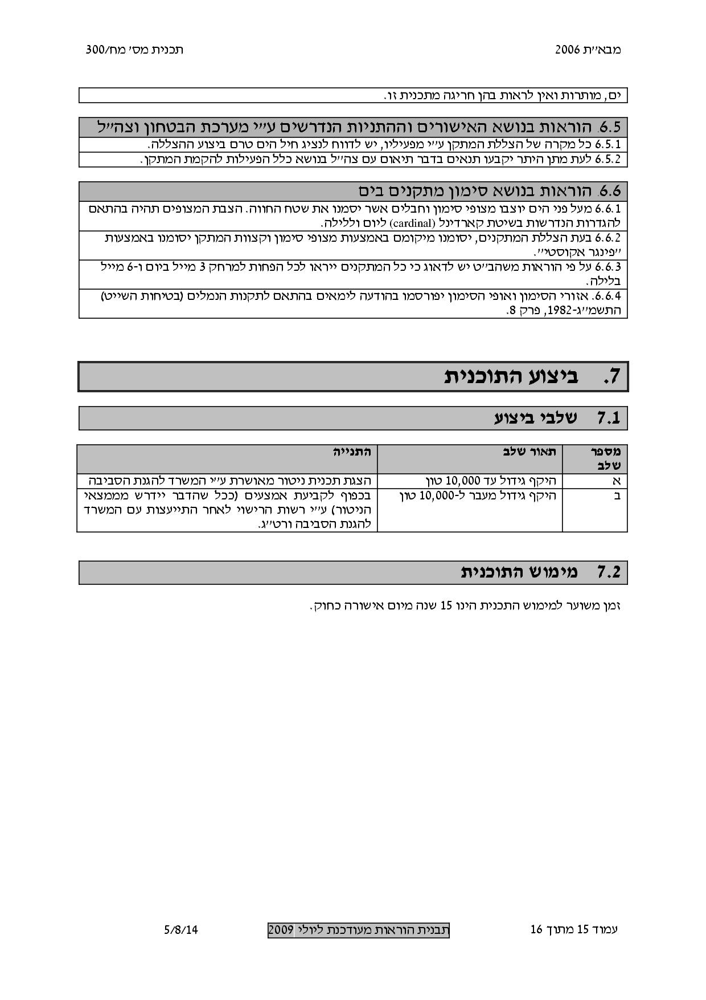 מבא"ת 2006 תכנית מס' מח/300
ים, מותרות ואין לראות בהן חריגה מתכנית זו.
6.5. הוראות בנושא האישורים וההתניות הנדרשים ע"י מערכת הבטחון וצה"ל
6.5.1 כל מקרה של הצללת המתקן ע"י מפעיליו, יש לדווח לנציג חיל הים טרם ביצוע ההצללה.
6.5.2 לעת מתן היתר יקבעו תנאים בדבר תיאום עם צה"ל בנושא כלל הפעילות להקמת המתקן.
6.6. הוראות בנושא סימון מתקנים בים
6.6.1 מעל פני הים יוצבו מצופי סימון וחבלים אשר יסמנו את שטח החווה. הצבת המצופים תהיה בהתאם
להגדרות הנדרשות בשיטת קארדינל (cardinal) ליום וללילה.
6.6.2 בעת הצללת המתקנים, יסומנו מיקומם באמצעות מצופי סימון וקצוות המתקן יסומנו באמצעות
"פינגר אקוסטי".
6.6.3 על פי הוראות משהב"ט יש לדאוג כי כל המתקנים ייראו לכל הפחות למרחק 3 מייל ביום ו-6 מייל
בלילה.
6.6.4. אזורי הסימון ואופי הסימון יפורסמו בהודעה לימאים בהתאם לתקנות הנמלים (בטיחות השייט)
התשמ"ג-1982, פרק 8.
7. ביצוע התוכנית
7.1 שלבי ביצוע
מספר תאור שלב התנייה
שלב
א היקף גידול עד 10,000 טון הצגת תכנית ניטור מאושרת ע"י המשרד להגנת הסביבה
ב היקף גידול מעבר ל-10,000 טון בכפוף לקביעת אמצעים (ככל שהדבר יידרש מממצאי
הניטור) ע"י רשות הרישוי לאחר התייעצות עם המשרד
להגנת הסביבה ורט"ג.
7.2 מימוש התוכנית
זמן משוער למימוש התכנית הינו 15 שנה מיום אישורה כחוק.
עמוד 15 מתוך 16 תבנית הוראות מעודכנת ליולי 2009 5/8/14